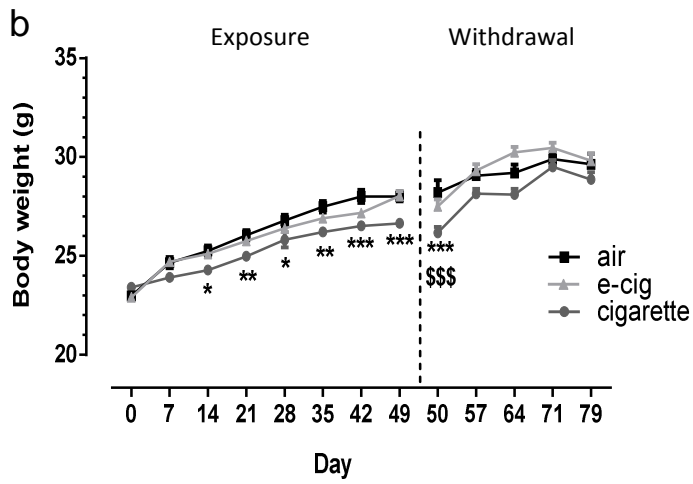 b
Exposure Withdrawal
Body weight (g)
35
30
25
20
* ** * ** *** *** ***
$$$
air
e-cig
cigarette
0 7 14 21 28 35 42 49 50 57 64 71 79
Day